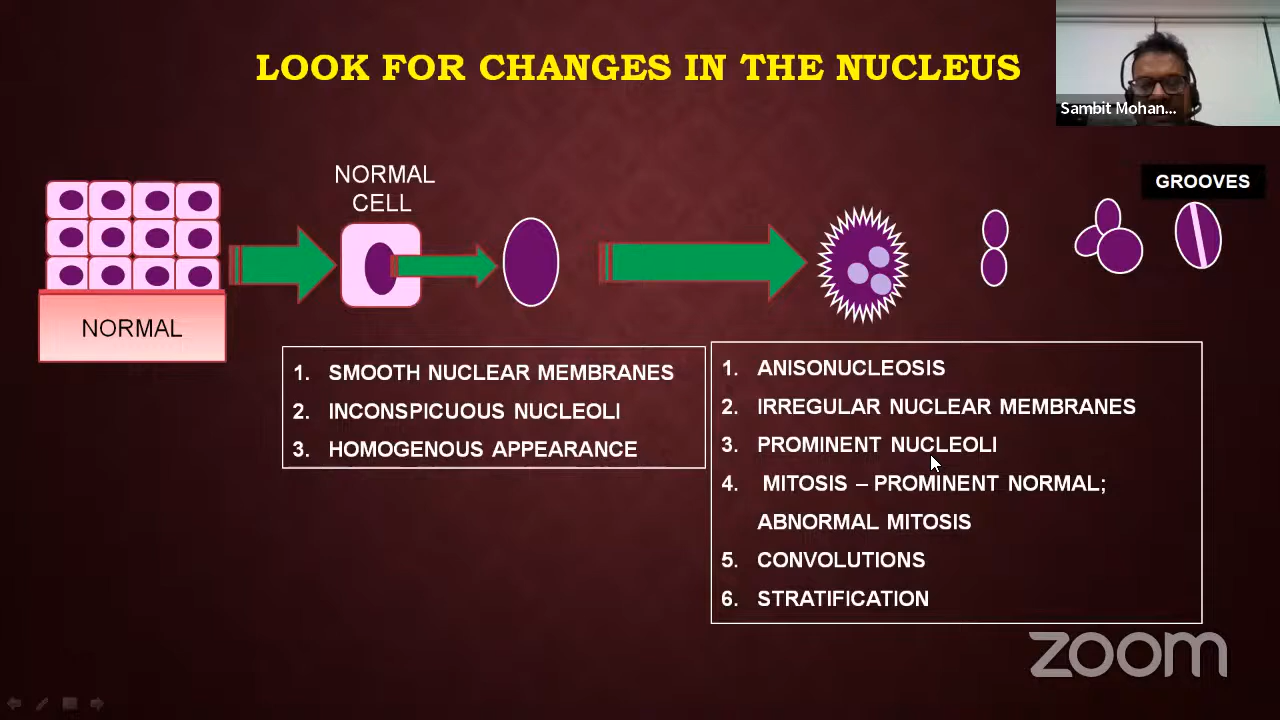 LOOK FOR CHANGES IN THE NUCLEUS
Sambit Mohan...
NORMAL
CELL
GROOVES
NORMAL
1. SMOOTH NUCLEAR MEMBRANES
2. INCONSPICUOUS NUCLEOLI
3. HOMOGENOUS APPEARANCE
1. ANISONUCLEOSIS
2. IRREGULAR NUCLEAR MEMBRANES
3. PROMINENT NUCLEOLI
4. MITOSIS – PROMINENT NORMAL;
ABNORMAL MITOSIS
5. CONVOLUTIONS
6. STRATIFICATION
zoom